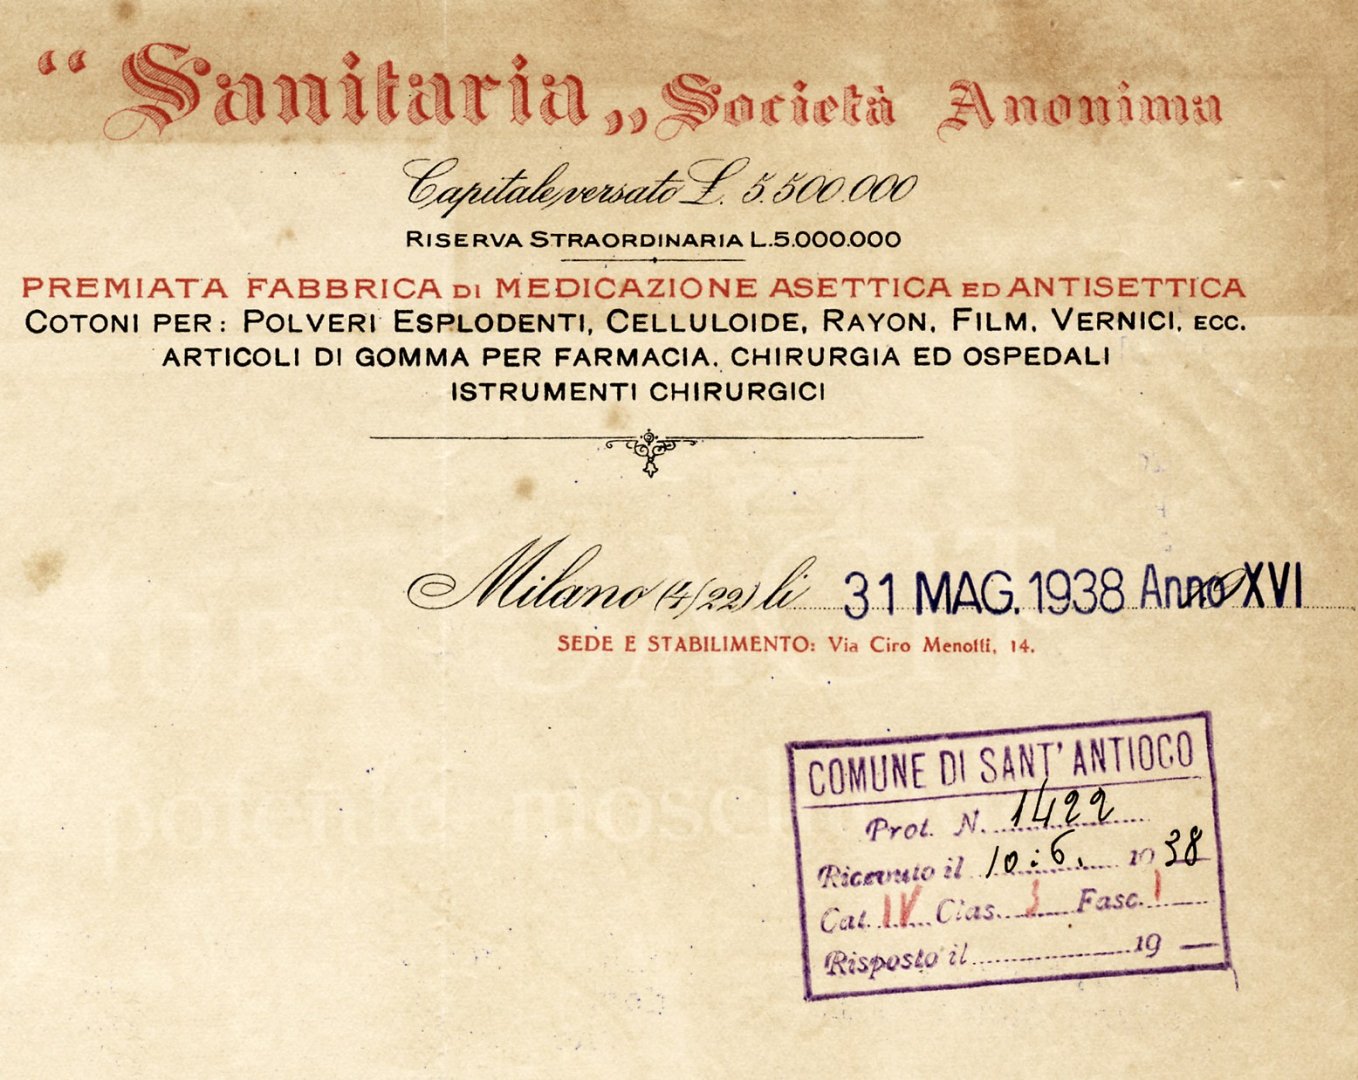 “Sanitaria„ Società Anonima
Capitale versato L. 5.500.000
RISERVA STRAORDINARIA L.5.000.000
PREMIATA FABBRICA DI MEDICAZIONE ASETTICA ED ANTISETTICA
COTONI PER: POLVERI ESPLODENTI, CELLULOIDE, RAYON, FILM, VERNICI, ECC.
ARTICOLI DI GOMMA PER FARMACIA, CHIRURGIA ED OSPEDALI
ISTRUMENTI CHIRURGICI
Milano (4/22) li 31 MAG. 1938 Anno XVI
SEDE E STABILIMENTO: Via Ciro Menotti, 14.
COMUNE DI SANT'ANTIOCO
Prot. N. 1422
Ricevuto il 10:6. 1938
Cat. IV Clas. 3 Fasc. 1
Risposto il 19